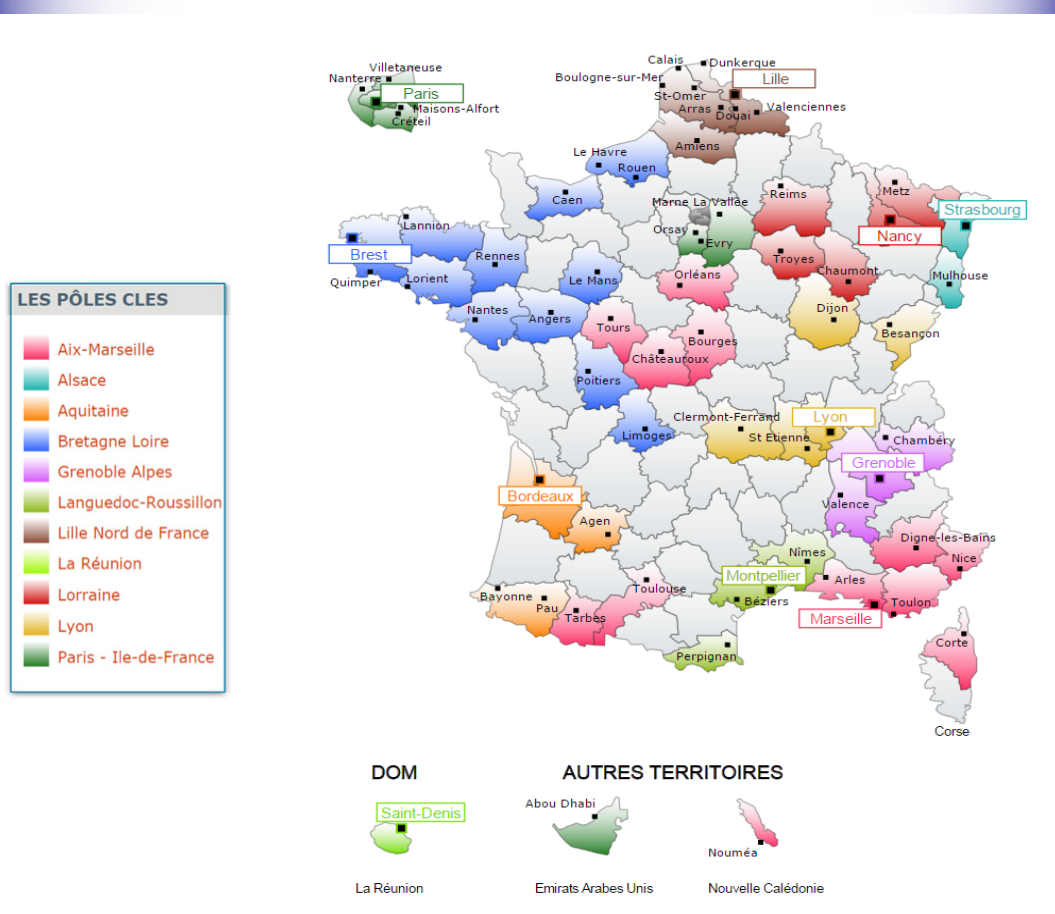 Calais
Dunkerque
Villetaneuse
Nanterre
Boulogne-sur-Mer
Lille
Paris
St-Omer
Maisons-Alfort
Arras
Valenciennes
Créteil
Douai
Amiens
Le Havre
Rouen
Caen
Reims
Metz
Marne La Vallée
Strasbourg
Lannion
Orsay
Nancy
Evry
Brest
Rennes
Troyes
Chaumont
Orléans
Mulhouse
Quimper
Lorient
Le Mans
Nantes
Angers
Dijon
Tours
Besançon
Bourges
Châteauroux
Poitiers
Clermont-Ferrand
Lyon
Limoges
St Etienne
Chambéry
Grenoble
Bordeaux
Valence
Agen
Digne-les-Bains
Nîmes
Nice
Montpellier
Arles
Toulouse
Bayonne
Béziers
Toulon
Pau
Tarbes
Marseille
Corte
Perpignan
Corse
LES PÔLES CLES
Aix-Marseille
Alsace
Aquitaine
Bretagne Loire
Grenoble Alpes
Languedoc-Roussillon
Lille Nord de France
La Réunion
Lorraine
Lyon
Paris - Ile-de-France
DOM
AUTRES TERRITOIRES
Saint-Denis
Abou Dhabi
Nouméa
La Réunion
Emirats Arabes Unis
Nouvelle Calédonie